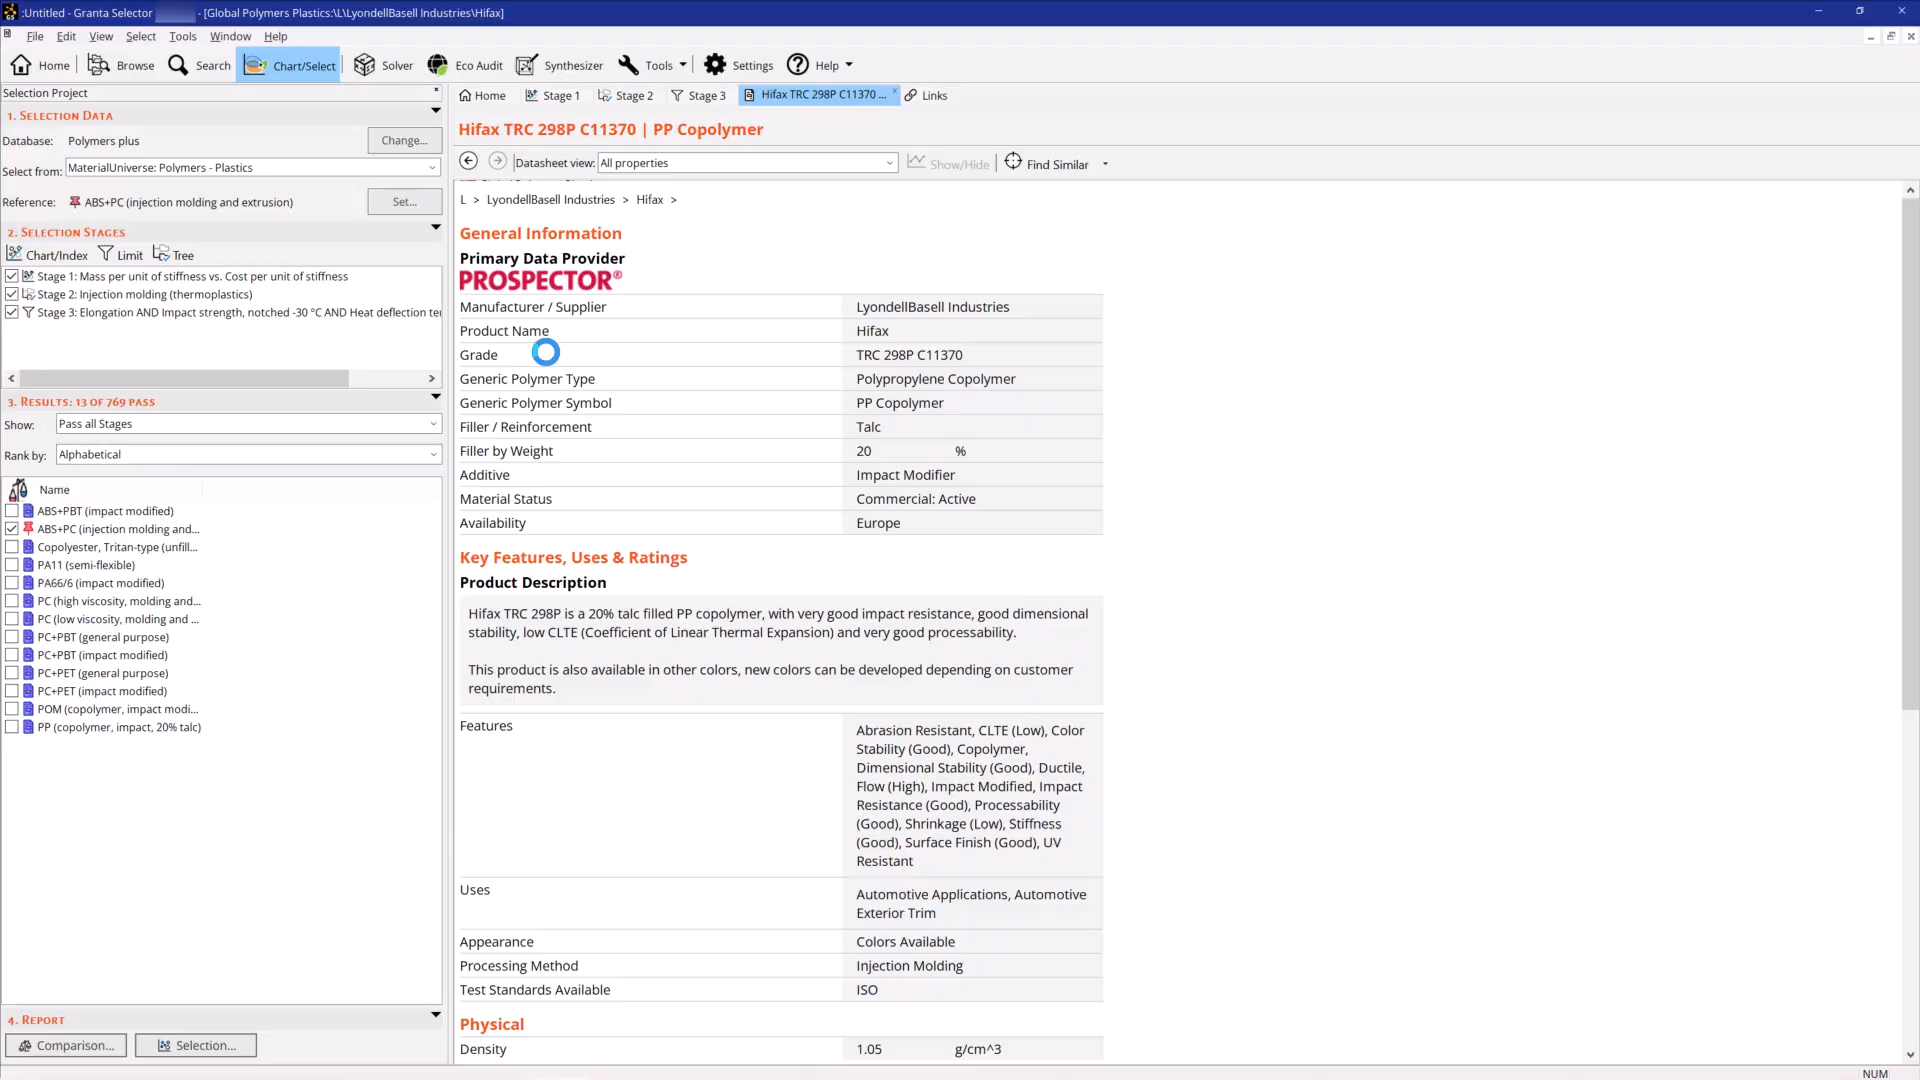 :Untitled - Granta Selector - [Global Polymers Plastics:\L\LyondellBasell Industries\Hifax]
File Edit View Select Tools Window Help
Home Browse Search Chart/Select Solver Eco Audit Synthesizer Tools Settings Help
Selection Project
Home Stage 1 Stage 2 Stage 3 Hifax TRC 298P C11370 ... Links
1. Selection Data
Database: Polymers plus Change...
Select from: MaterialUniverse: Polymers - Plastics
Reference: ABS+PC (injection molding and extrusion) Set...
2. Selection Stages
Chart/Index Limit Tree
Stage 1: Mass per unit of stiffness vs. Cost per unit of stiffness
Stage 2: Injection molding (thermoplastics)
Stage 3: Elongation AND Impact strength, notched -30 °C AND Heat deflection te
3. Results: 13 of 769 pass
Show: Pass all Stages
Rank by: Alphabetical
Name
ABS+PBT (impact modified)
ABS+PC (injection molding and...
Copolyester, Tritan-type (unfill...
PA11 (semi-flexible)
PA66/6 (impact modified)
PC (high viscosity, molding and...
PC (low viscosity, molding and ...
PC+PBT (general purpose)
PC+PBT (impact modified)
PC+PET (general purpose)
PC+PET (impact modified)
POM (copolymer, impact modi...
PP (copolymer, impact, 20% talc)
4. Report
Comparison... Selection...
Hifax TRC 298P C11370 | PP Copolymer
Datasheet view: All properties Show/Hide Find Similar
L > LyondellBasell Industries > Hifax >
General Information
Primary Data Provider
PROSPECTOR®
Manufacturer / Supplier LyondellBasell Industries
Product Name Hifax
Grade TRC 298P C11370
Generic Polymer Type Polypropylene Copolymer
Generic Polymer Symbol PP Copolymer
Filler / Reinforcement Talc
Filler by Weight 20 %
Additive Impact Modifier
Material Status Commercial: Active
Availability Europe
Key Features, Uses & Ratings
Product Description
Hifax TRC 298P is a 20% talc filled PP copolymer, with very good impact resistance, good dimensional
stability, low CLTE (Coefficient of Linear Thermal Expansion) and very good processability.
This product is also available in other colors, new colors can be developed depending on customer
requirements.
Features Abrasion Resistant, CLTE (Low), Color
Stability (Good), Copolymer,
Dimensional Stability (Good), Ductile,
Flow (High), Impact Modified, Impact
Resistance (Good), Processability
(Good), Shrinkage (Low), Stiffness
(Good), Surface Finish (Good), UV
Resistant
Uses Automotive Applications, Automotive
Exterior Trim
Appearance Colors Available
Processing Method Injection Molding
Test Standards Available ISO
Physical
Density 1.05 g/cm^3
NUM